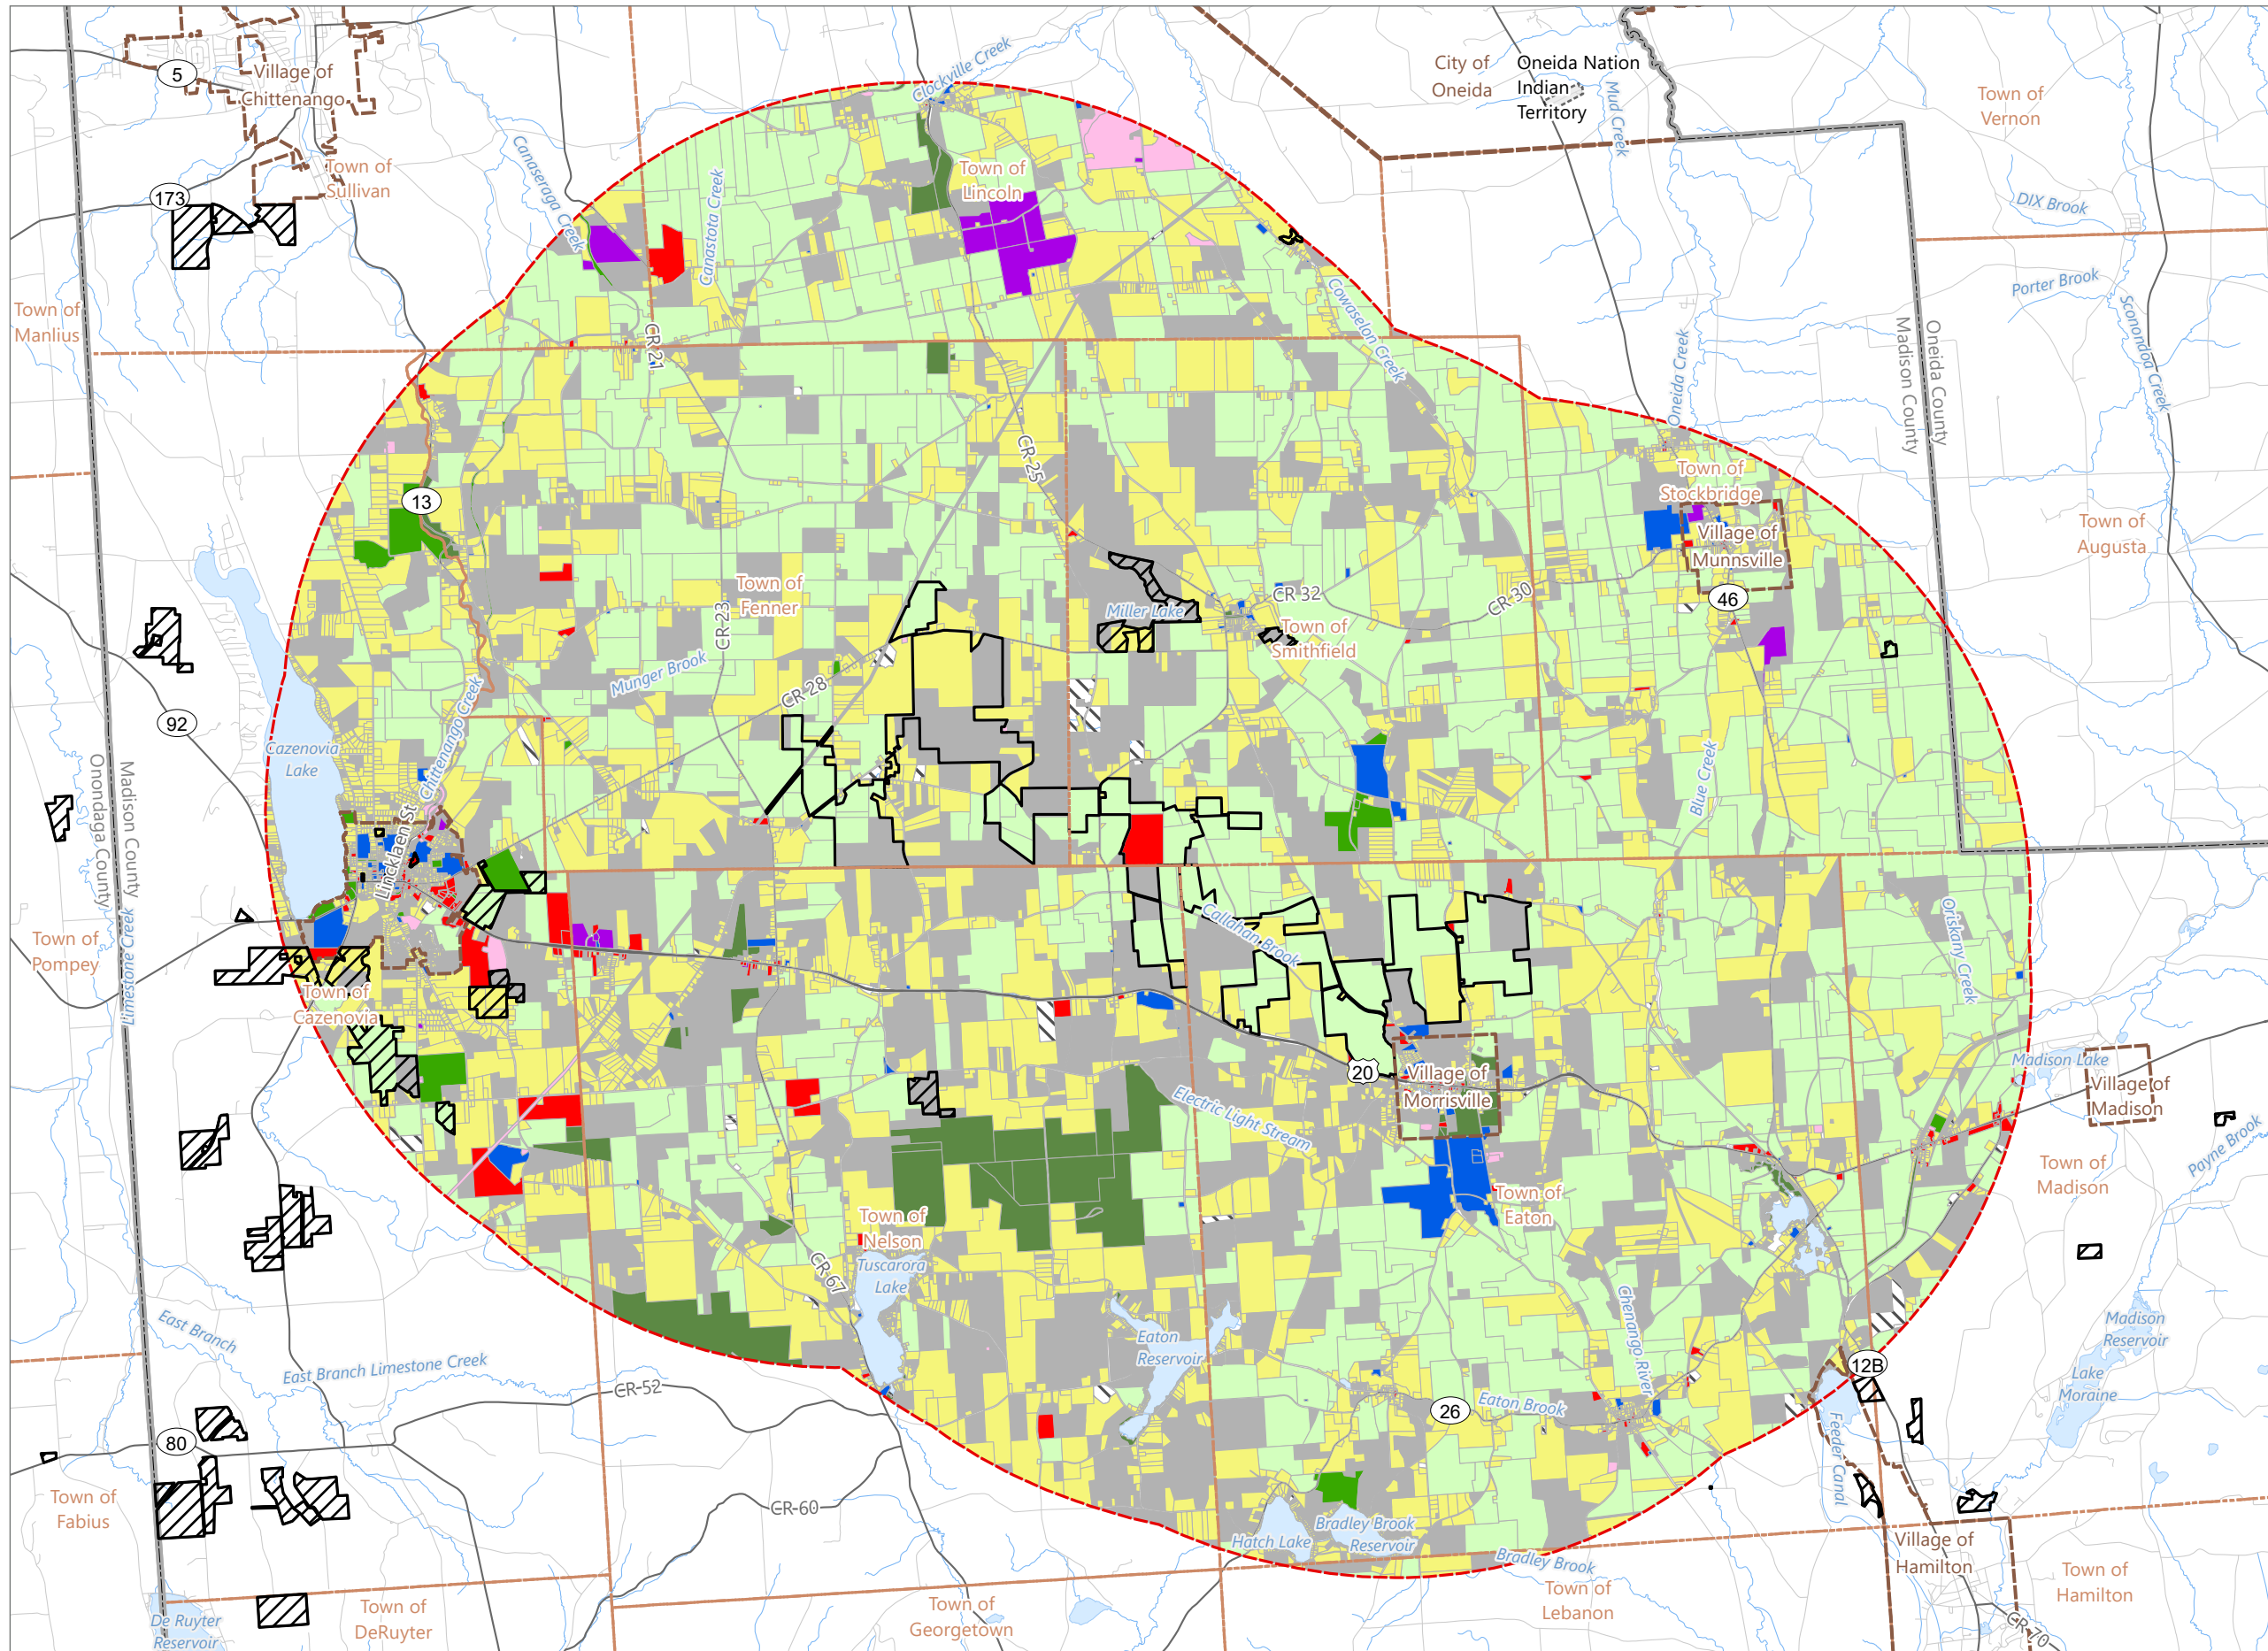 5
Village of
Chittenango
Clockville Creek
City of
Oneida
Oneida Nation
Indian
Territory
Mud Creek
Town of
Vernon
Town of
Sullivan
Canaseraga Creek
Canastota Creek
Town of
Lincoln
173
DIX Brook
Porter Brook
Sconondoa Creek
Town of
Manlius
CR-21
Cowaselon Creek
Oneida Creek
Madison County
Oneida County
CR-25
Town of
Stockbridge
13
Village of
Munnsville
Town of
Augusta
Town of
Fenner
CR-23
Miller Lake
CR 32
CR-30
46
Town of
Smithfield
Munger Brook
CR-28
92
Cazenovia
Lake
Chittenango Creek
Blue Creek
Onondaga County
Madison County
Lincklaen St
Limestone Creek
Town of
Pompey
Callahan Brook
Oriskany Creek
Town of
Cazenovia
20
Village of
Morrisville
Madison Lake
Village of
Madison
Electric Light Stream
Payne Brook
Town of
Madison
Town of
Eaton
Town of
Nelson
Tuscarora
Lake
CR-67
Chenango River
East Branch
East Branch Limestone Creek
Eaton
Reservoir
Madison
Reservoir
Lake
Moraine
12B
CR-52
26
Eaton Brook
Feeder Canal
80
CR-60
Town of
Fabius
Hatch Lake
Bradley Brook
Reservoir
Bradley Brook
Village of
Hamilton
Town of
Hamilton
De Ruyter
Reservoir
Town of
DeRuyter
Town of
Georgetown
Town of
Lebanon
CR-70